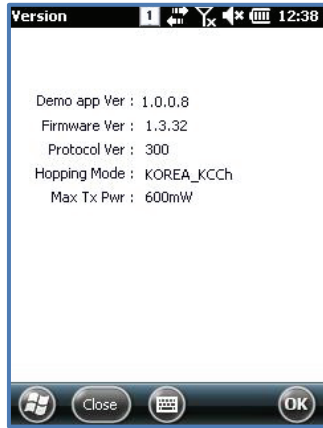 Version 1 12:38
Demo app Ver : 1.0.0.8
Firmware Ver : 1.3.32
Protocol Ver : 300
Hopping Mode : KOREA_KCCh
Max Tx Pwr : 600mW
Close OK